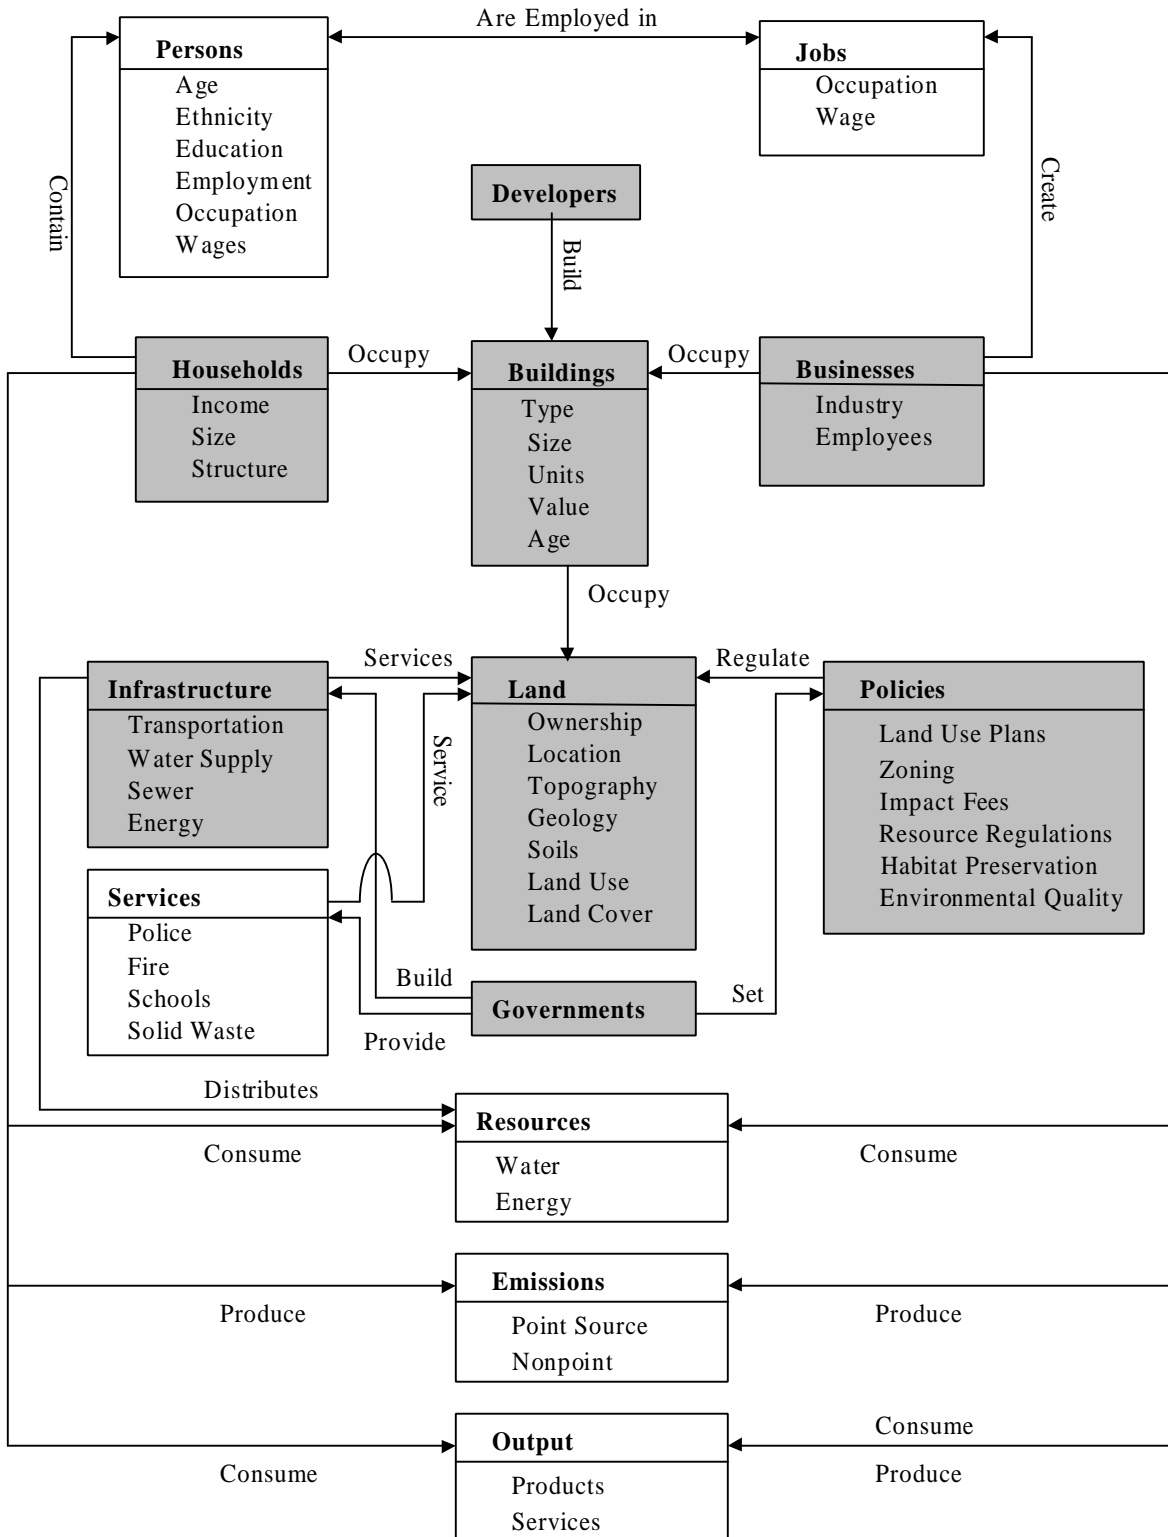 Are Employed in
Persons
Age
Ethnicity
Education
Employment
Occupation
Wages
Jobs
Occupation
Wage
Contain
Create
Developers
Build
Households
Income
Size
Structure
Occupy
Buildings
Type
Size
Units
Value
Age
Occupy
Businesses
Industry
Employees
Occupy
Infrastructure
Transportation
Water Supply
Sewer
Energy
Services
Service
Land
Ownership
Location
Topography
Geology
Soils
Land Use
Land Cover
Regulate
Policies
Land Use Plans
Zoning
Impact Fees
Resource Regulations
Habitat Preservation
Environmental Quality
Services
Police
Fire
Schools
Solid Waste
Build
Provide
Governments
Set
Distributes
Consume
Resources
Water
Energy
Consume
Produce
Emissions
Point Source
Nonpoint
Produce
Consume
Output
Products
Services
Consume
Produce